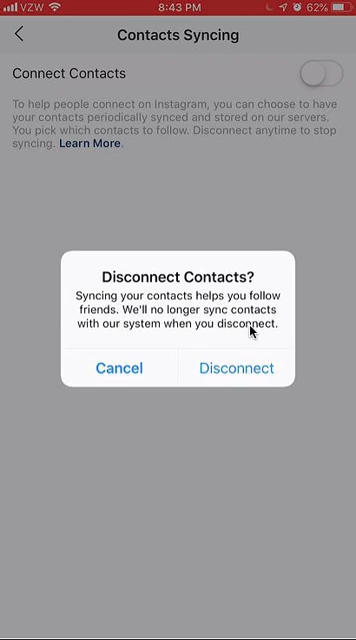 VZW 8:43 PM 62%
Contacts Syncing
Connect Contacts
To help people connect on Instagram, you can choose to have
your contacts periodically synced and stored on our servers.
You pick which contacts to follow. Disconnect anytime to stop
syncing. Learn More.
Disconnect Contacts?
Syncing your contacts helps you follow
friends. We'll no longer sync contacts
with our system when you disconnect.
Cancel Disconnect